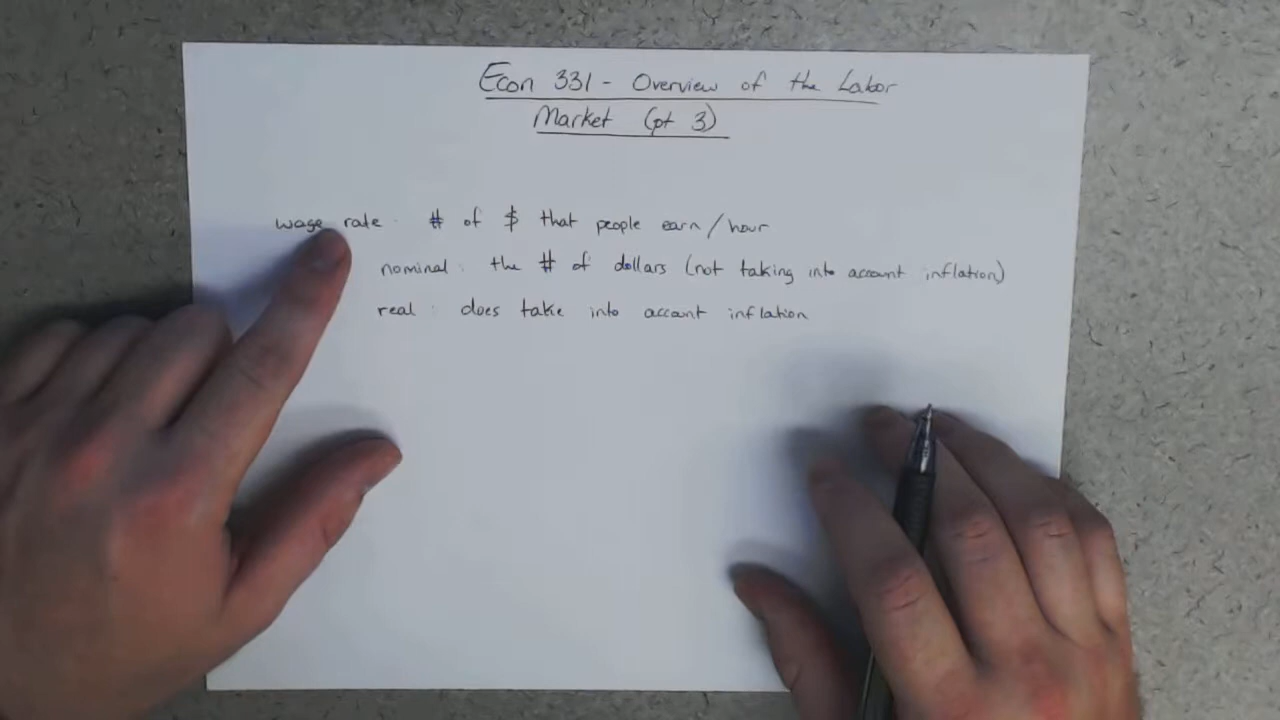 Econ 331 - Overview of the Labor
Market (pt 3)
wage rate : # of $ that people earn/hour
nominal : the # of dollars (not taking into account inflation)
real : does take into account inflation